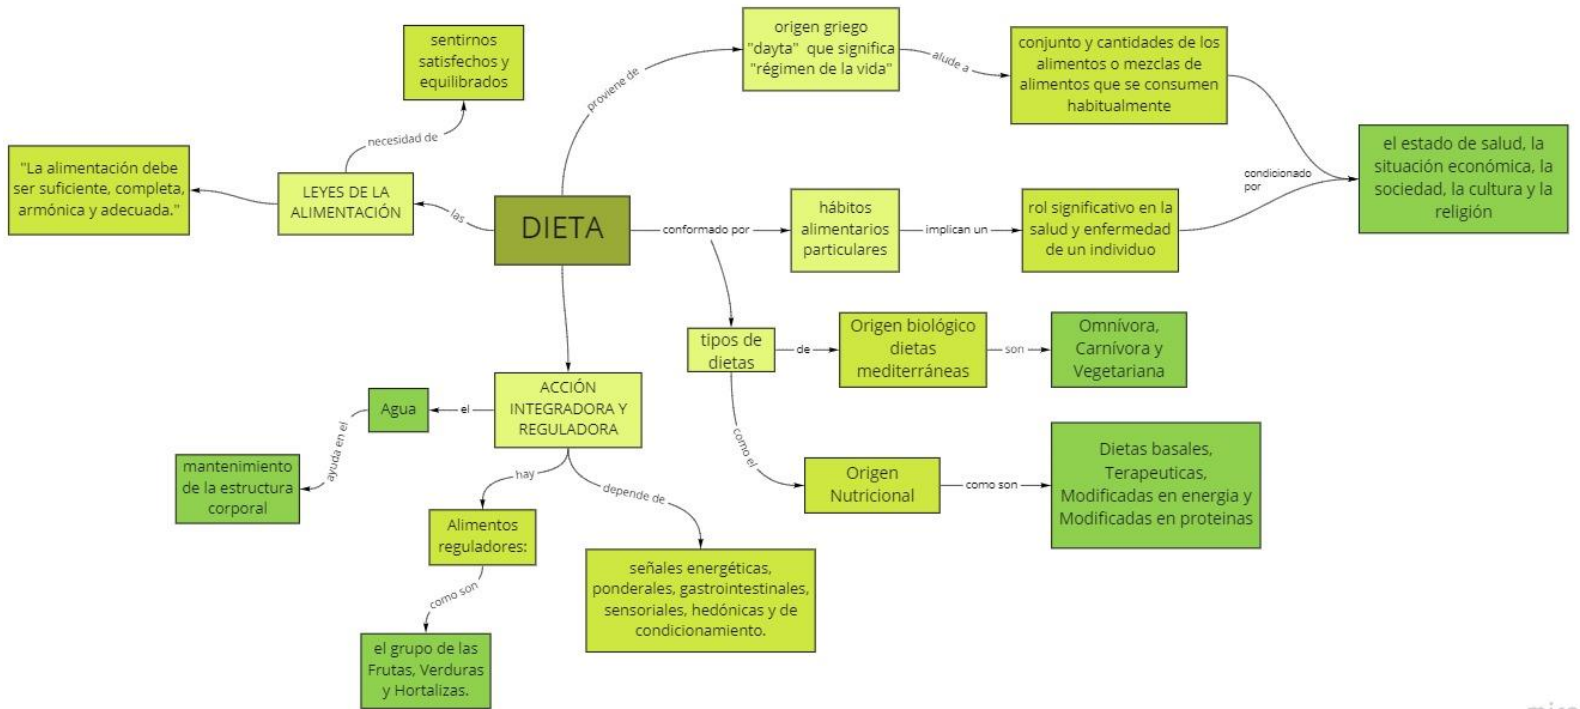 sentirnos
satisfechos y
equilibrados
necesidad de
"La alimentación debe
ser suficiente, completa,
armónica y adecuada."
LEYES DE LA
ALIMENTACIÓN
las
DIETA
proviene de
origen griego
"dayta" que significa
"régimen de la vida"
alude a
conjunto y cantidades de los
alimentos o mezclas de
alimentos que se consumen
habitualmente
condicionado
por
el estado de salud, la
situación económica, la
sociedad, la cultura y la
religión
conformado por
hábitos
alimentarios
particulares
implican un
rol significativo en la
salud y enfermedad
de un individuo
tipos de
dietas
de
Origen biológico
dietas
mediterráneas
son
Omnívora,
Carnívora y
Vegetariana
como el
Origen
Nutricional
como son
Dietas basales,
Terapeuticas,
Modificadas en energia y
Modificadas en proteinas
ACCIÓN
INTEGRADORA Y
REGULADORA
el
Agua
ayuda en el
mantenimiento
de la estructura
corporal
hay
Alimentos
reguladores:
como son
el grupo de las
Frutas, Verduras
y Hortalizas.
depende de
señales energéticas,
ponderales, gastrointestinales,
sensoriales, hedónicas y de
condicionamiento.